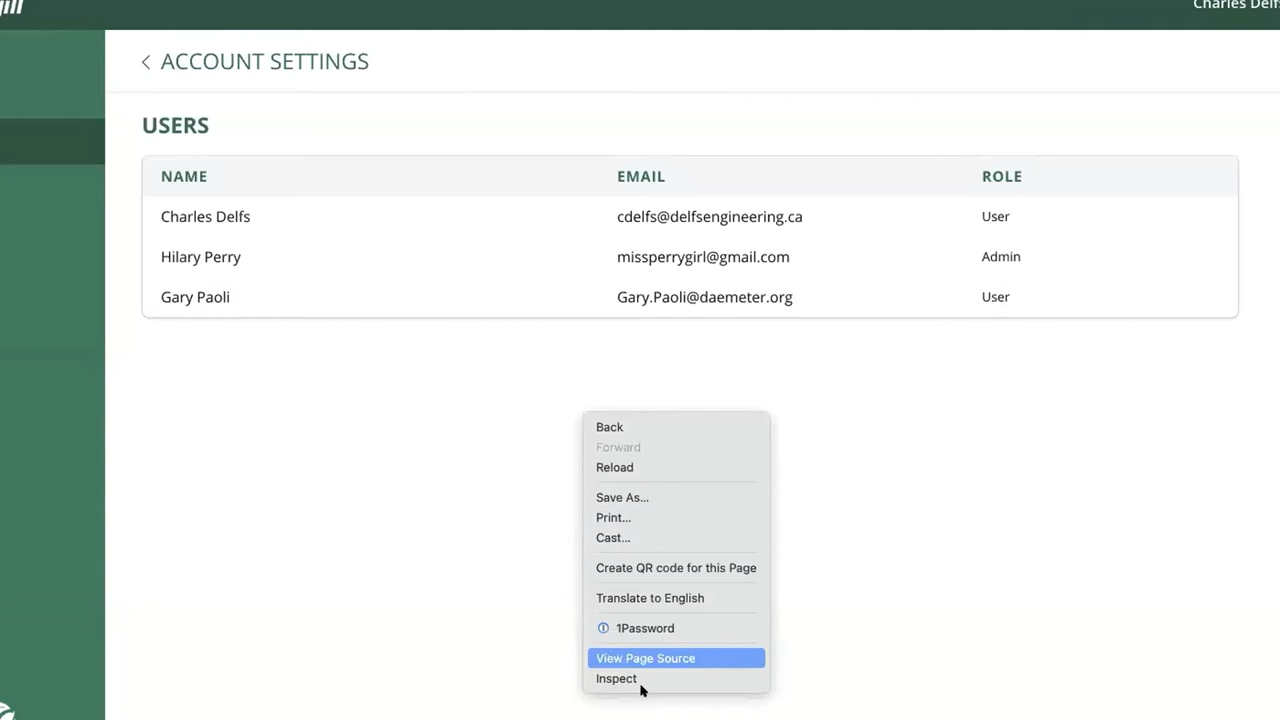 Charles Delfs
ACCOUNT SETTINGS
USERS
NAME EMAIL ROLE
Charles Delfs cdelfs@delfsengineering.ca User
Hilary Perry missperrygirl@gmail.com Admin
Gary Paoli Gary.Paoli@daemeter.org User
Back
Forward
Reload
Save As...
Print...
Cast...
Create QR code for this Page
Translate to English
1Password
View Page Source
Inspect